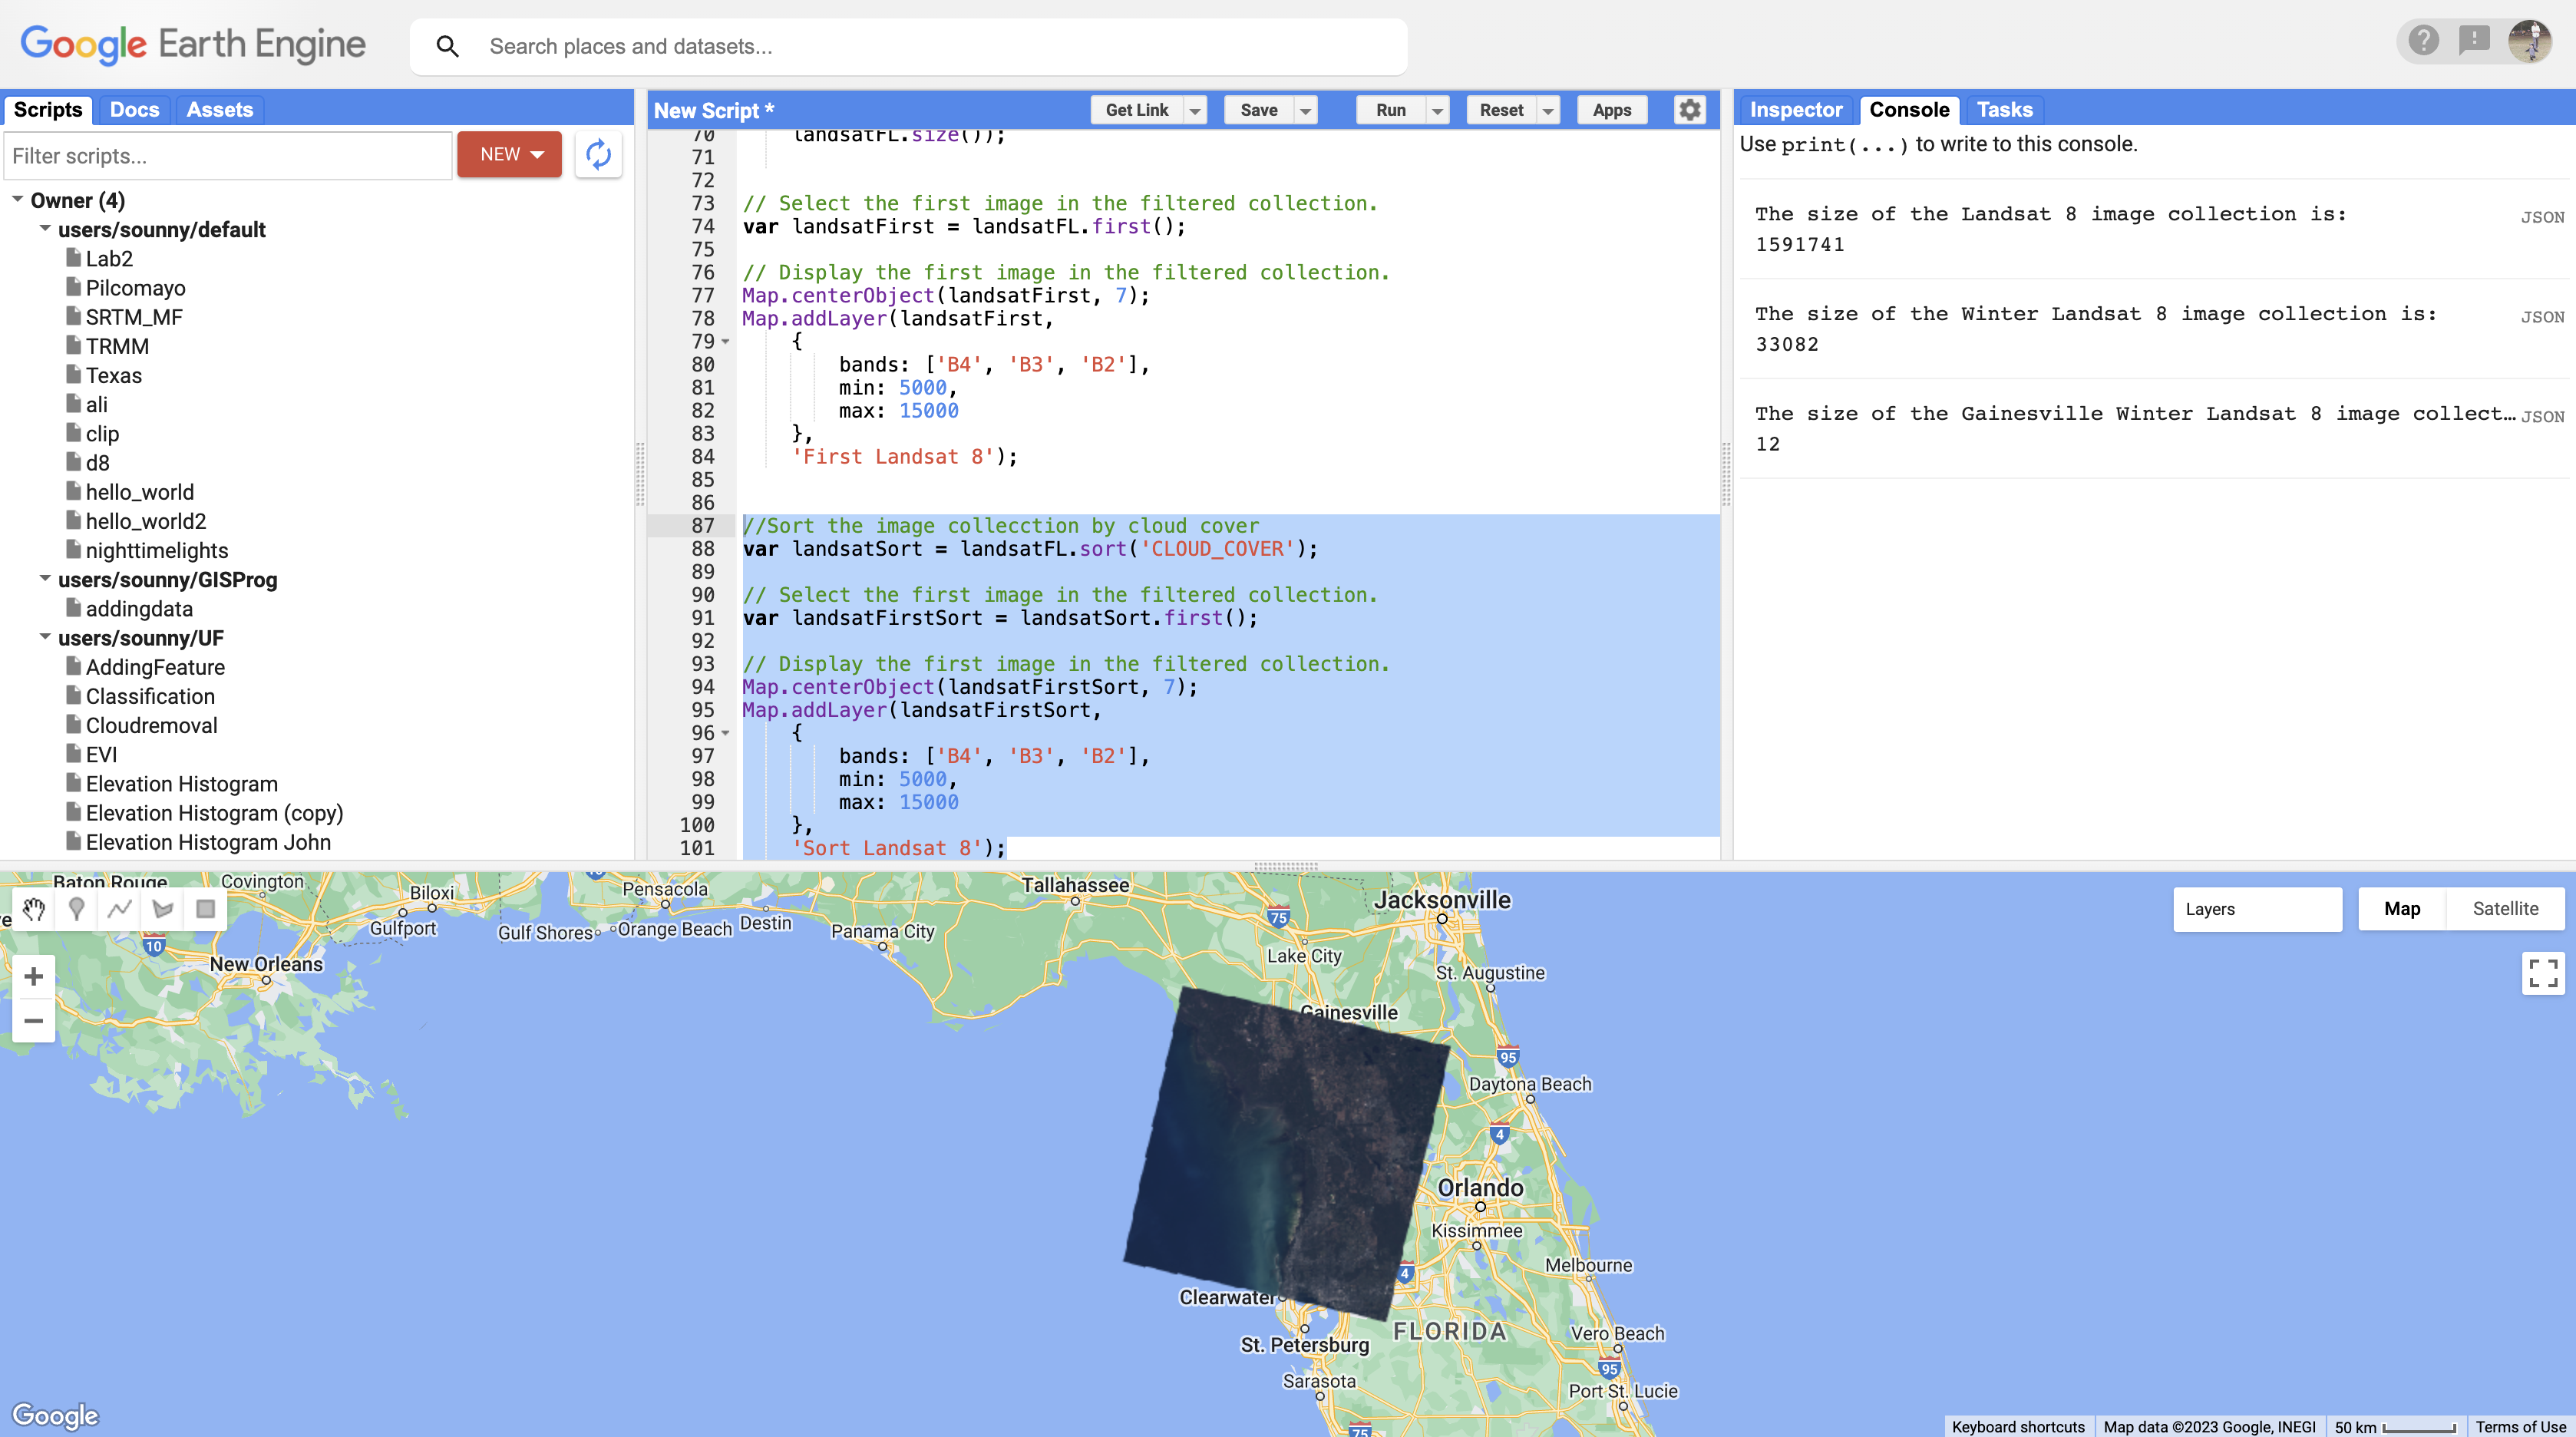 Google Earth Engine
Search places and datasets...
Scripts
Docs
Assets
Filter scripts...
NEW
Owner (4)
users/sounny/default
Lab2
Pilcomayo
SRTM_MF
TRMM
Texas
ali
clip
d8
hello_world
hello_world2
nighttimelights
users/sounny/GISProg
addingdata
users/sounny/UF
AddingFeature
Classification
Cloudremoval
EVI
Elevation Histogram
Elevation Histogram (copy)
Elevation Histogram John
New Script *
Get Link
Save
Run
Reset
Apps
70 landsatFL.size());
71
72
73 // Select the first image in the filtered collection.
74 var landsatFirst = landsatFL.first();
75
76 // Display the first image in the filtered collection.
77 Map.centerObject(landsatFirst, 7);
78 Map.addLayer(landsatFirst,
79 {
80 bands: ['B4', 'B3', 'B2'],
81 min: 5000,
82 max: 15000
83 },
84 'First Landsat 8');
85
86
87 //Sort the image collecction by cloud cover
88 var landsatSort = landsatFL.sort('CLOUD_COVER');
89
90 // Select the first image in the filtered collection.
91 var landsatFirstSort = landsatSort.first();
92
93 // Display the first image in the filtered collection.
94 Map.centerObject(landsatFirstSort, 7);
95 Map.addLayer(landsatFirstSort,
96 {
97 bands: ['B4', 'B3', 'B2'],
98 min: 5000,
99 max: 15000
100 },
101 'Sort Landsat 8');
Inspector
Console
Tasks
Use print(...) to write to this console.
The size of the Landsat 8 image collection is:
JSON
1591741
The size of the Winter Landsat 8 image collection is:
JSON
33082
The size of the Gainesville Winter Landsat 8 image collect...
JSON
12
Baton Rouge
Covington
Biloxi
Gulfport
10
New Orleans
Pensacola
Gulf Shores
Orange Beach
Destin
Panama City
Tallahassee
75
Jacksonville
Lake City
St. Augustine
Gainesville
95
Daytona Beach
4
Orlando
Kissimmee
Melbourne
4
Clearwater
St. Petersburg
FLORIDA
Vero Beach
95
Sarasota
Port St. Lucie
75
Layers
Map
Satellite
Google
Keyboard shortcuts
Map data ©2023 Google, INEGI
50 km
Terms of Use